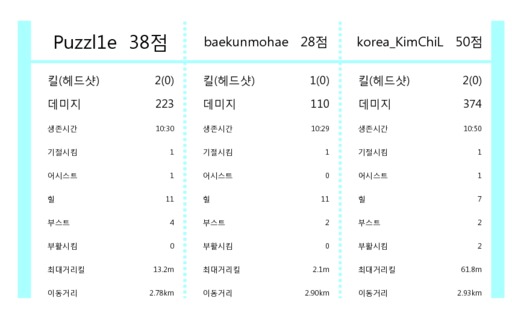 Puzzl1e 38점 baekunmohae 28점 korea_KimChiL 50점
킬(헤드샷) 2(0) 킬(헤드샷) 1(0) 킬(헤드샷) 2(0)
데미지 223 데미지 110 데미지 374
생존시간 10:30 생존시간 10:29 생존시간 10:50
기절시킴 1 기절시킴 1 기절시킴 1
어시스트 1 어시스트 0 어시스트 1
힐 11 힐 11 힐 7
부스트 4 부스트 2 부스트 2
부활시킴 0 부활시킴 0 부활시킴 2
최대거리킬 13.2m 최대거리킬 2.1m 최대거리킬 61.8m
이동거리 2.78km 이동거리 2.90km 이동거리 2.93km